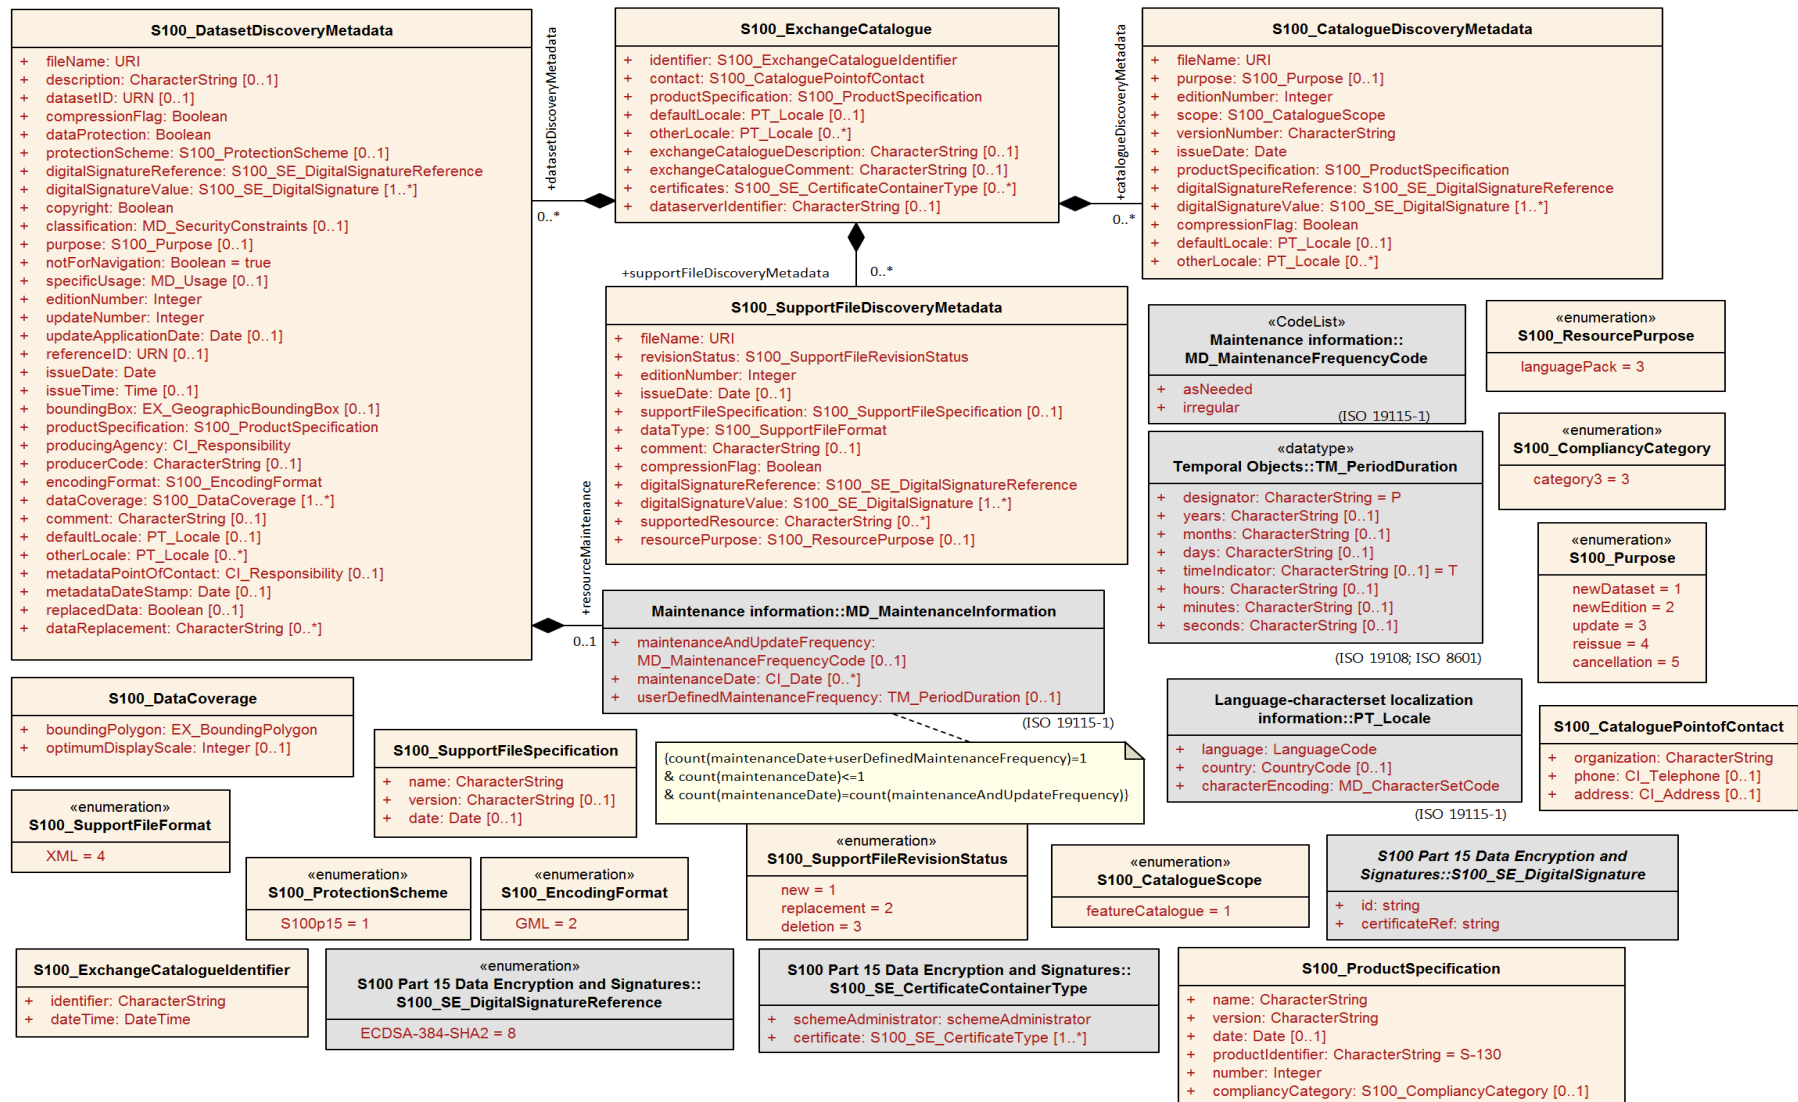 S100_DatasetDiscoveryMetadata
+ fileName: URI
+ description: CharacterString [0..1]
+ datasetID: URN [0..1]
+ compressionFlag: Boolean
+ dataProtection: Boolean
+ protectionScheme: S100_ProtectionScheme [0..1]
+ digitalSignatureReference: S100_SE_DigitalSignatureReference
+ digitalSignatureValue: S100_SE_DigitalSignature [1..*]
+ copyright: Boolean
+ classification: MD_SecurityConstraints [0..1]
+ purpose: S100_Purpose [0..1]
+ notForNavigation: Boolean = true
+ specificUsage: MD_Usage [0..1]
+ editionNumber: Integer
+ updateNumber: Integer
+ updateApplicationDate: Date [0..1]
+ referenceID: URN [0..1]
+ issueDate: Date
+ issueTime: Time [0..1]
+ boundingBox: EX_GeographicBoundingBox [0..1]
+ productSpecification: S100_ProductSpecification
+ producingAgency: CI_Responsibility
+ producerCode: CharacterString [0..1]
+ encodingFormat: S100_EncodingFormat
+ dataCoverage: S100_DataCoverage [1..*]
+ comment: CharacterString [0..1]
+ defaultLocale: PT_Locale [0..1]
+ otherLocale: PT_Locale [0..*]
+ metadataPointOfContact: CI_Responsibility [0..1]
+ metadataDateStamp: Date [0..1]
+ replacedData: Boolean [0..1]
+ dataReplacement: CharacterString [0..*]
+datasetDiscoveryMetadata
0..*
S100_ExchangeCatalogue
+ identifier: S100_ExchangeCatalogueIdentifier
+ contact: S100_CataloguePointofContact
+ productSpecification: S100_ProductSpecification
+ defaultLocale: PT_Locale [0..1]
+ otherLocale: PT_Locale [0..*]
+ exchangeCatalogueDescription: CharacterString [0..1]
+ exchangeCatalogueComment: CharacterString [0..1]
+ certificates: S100_SE_CertificateContainerType [0..*]
+ dataserverIdentifier: CharacterString [0..1]
+catalogueDiscoveryMetadata
0..*
S100_CatalogueDiscoveryMetadata
+ fileName: URI
+ purpose: S100_Purpose [0..1]
+ editionNumber: Integer
+ scope: S100_CatalogueScope
+ versionNumber: CharacterString
+ issueDate: Date
+ productSpecification: S100_ProductSpecification
+ digitalSignatureReference: S100_SE_DigitalSignatureReference
+ digitalSignatureValue: S100_SE_DigitalSignature [1..*]
+ compressionFlag: Boolean
+ defaultLocale: PT_Locale [0..1]
+ otherLocale: PT_Locale [0..*]
+supportFileDiscoveryMetadata
0..*
S100_SupportFileDiscoveryMetadata
+ fileName: URI
+ revisionStatus: S100_SupportFileRevisionStatus
+ editionNumber: Integer
+ issueDate: Date [0..1]
+ supportFileSpecification: S100_SupportFileSpecification [0..1]
+ dataType: S100_SupportFileFormat
+ comment: CharacterString [0..1]
+ compressionFlag: Boolean
+ digitalSignatureReference: S100_SE_DigitalSignatureReference
+ digitalSignatureValue: S100_SE_DigitalSignature [1..*]
+ supportedResource: CharacterString [0..*]
+ resourcePurpose: S100_ResourcePurpose [0..1]
«CodeList»
Maintenance information::
MD_MaintenanceFrequencyCode
+ asNeeded
+ irregular
(ISO 19115-1)
«enumeration»
S100_ResourcePurpose
languagePack = 3
«enumeration»
S100_CompliancyCategory
category3 = 3
«datatype»
Temporal Objects::TM_PeriodDuration
+ designator: CharacterString = P
+ years: CharacterString [0..1]
+ months: CharacterString [0..1]
+ days: CharacterString [0..1]
+ timeIndicator: CharacterString [0..1] = T
+ hours: CharacterString [0..1]
+ minutes: CharacterString [0..1]
+ seconds: CharacterString [0..1]
(ISO 19108; ISO 8601)
«enumeration»
S100_Purpose
newDataset = 1
newEdition = 2
update = 3
reissue = 4
cancellation = 5
+resourceMaintenance
0..1
Maintenance information::MD_MaintenanceInformation
+ maintenanceAndUpdateFrequency:
MD_MaintenanceFrequencyCode [0..1]
+ maintenanceDate: CI_Date [0..*]
+ userDefinedMaintenanceFrequency: TM_PeriodDuration [0..1]
(ISO 19115-1)
{count(maintenanceDate+userDefinedMaintenanceFrequency)=1
& count(maintenanceDate)<=1
& count(maintenanceDate)=count(maintenanceAndUpdateFrequency)}
Language-characterset localization
information::PT_Locale
+ language: LanguageCode
+ country: CountryCode [0..1]
+ characterEncoding: MD_CharacterSetCode
(ISO 19115-1)
S100_CataloguePointofContact
+ organization: CharacterString
+ phone: CI_Telephone [0..1]
+ address: CI_Address [0..1]
S100_DataCoverage
+ boundingPolygon: EX_BoundingPolygon
+ optimumDisplayScale: Integer [0..1]
S100_SupportFileSpecification
+ name: CharacterString
+ version: CharacterString [0..1]
+ date: Date [0..1]
«enumeration»
S100_SupportFileFormat
XML = 4
«enumeration»
S100_ProtectionScheme
S100p15 = 1
«enumeration»
S100_EncodingFormat
GML = 2
«enumeration»
S100_SupportFileRevisionStatus
new = 1
replacement = 2
deletion = 3
«enumeration»
S100_CatalogueScope
featureCatalogue = 1
S100 Part 15 Data Encryption and
Signatures::S100_SE_DigitalSignature
+ id: string
+ certificateRef: string
S100_ExchangeCatalogueIdentifier
+ identifier: CharacterString
+ dateTime: DateTime
«enumeration»
S100 Part 15 Data Encryption and Signatures::
S100_SE_DigitalSignatureReference
ECDSA-384-SHA2 = 8
S100 Part 15 Data Encryption and Signatures::
S100_SE_CertificateContainerType
+ schemeAdministrator: schemeAdministrator
+ certificate: S100_SE_CertificateType [1..*]
S100_ProductSpecification
+ name: CharacterString
+ version: CharacterString
+ date: Date [0..1]
+ productIdentifier: CharacterString = S-130
+ number: Integer
+ compliancyCategory: S100_CompliancyCategory [0..1]